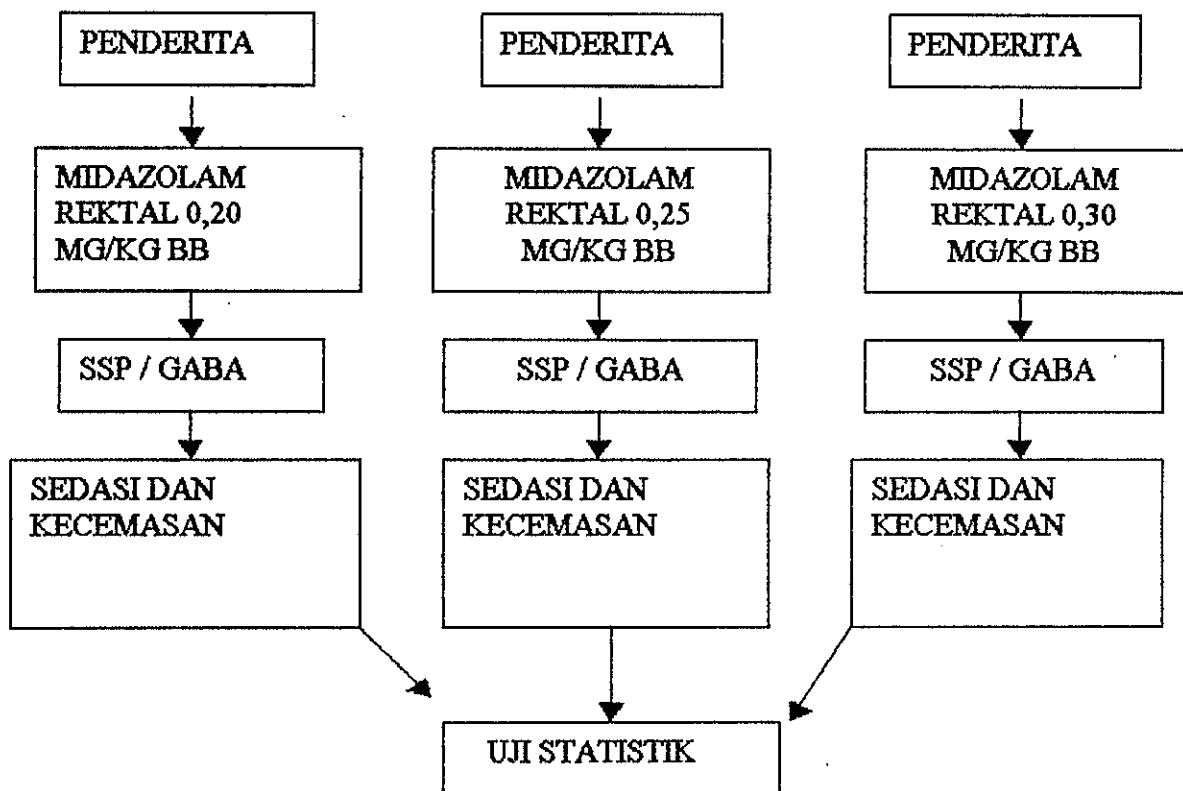 PENDERITA
PENDERITA
PENDERITA
MIDAZOLAM
REKTAL 0,20
MG/KG BB
MIDAZOLAM
REKTAL 0,25
MG/KG BB
MIDAZOLAM
REKTAL 0,30
MG/KG BB
SSP / GABA
SSP / GABA
SSP / GABA
SEDASI DAN
KECEMASAN
SEDASI DAN
KECEMASAN
SEDASI DAN
KECEMASAN
UJI STATISTIK